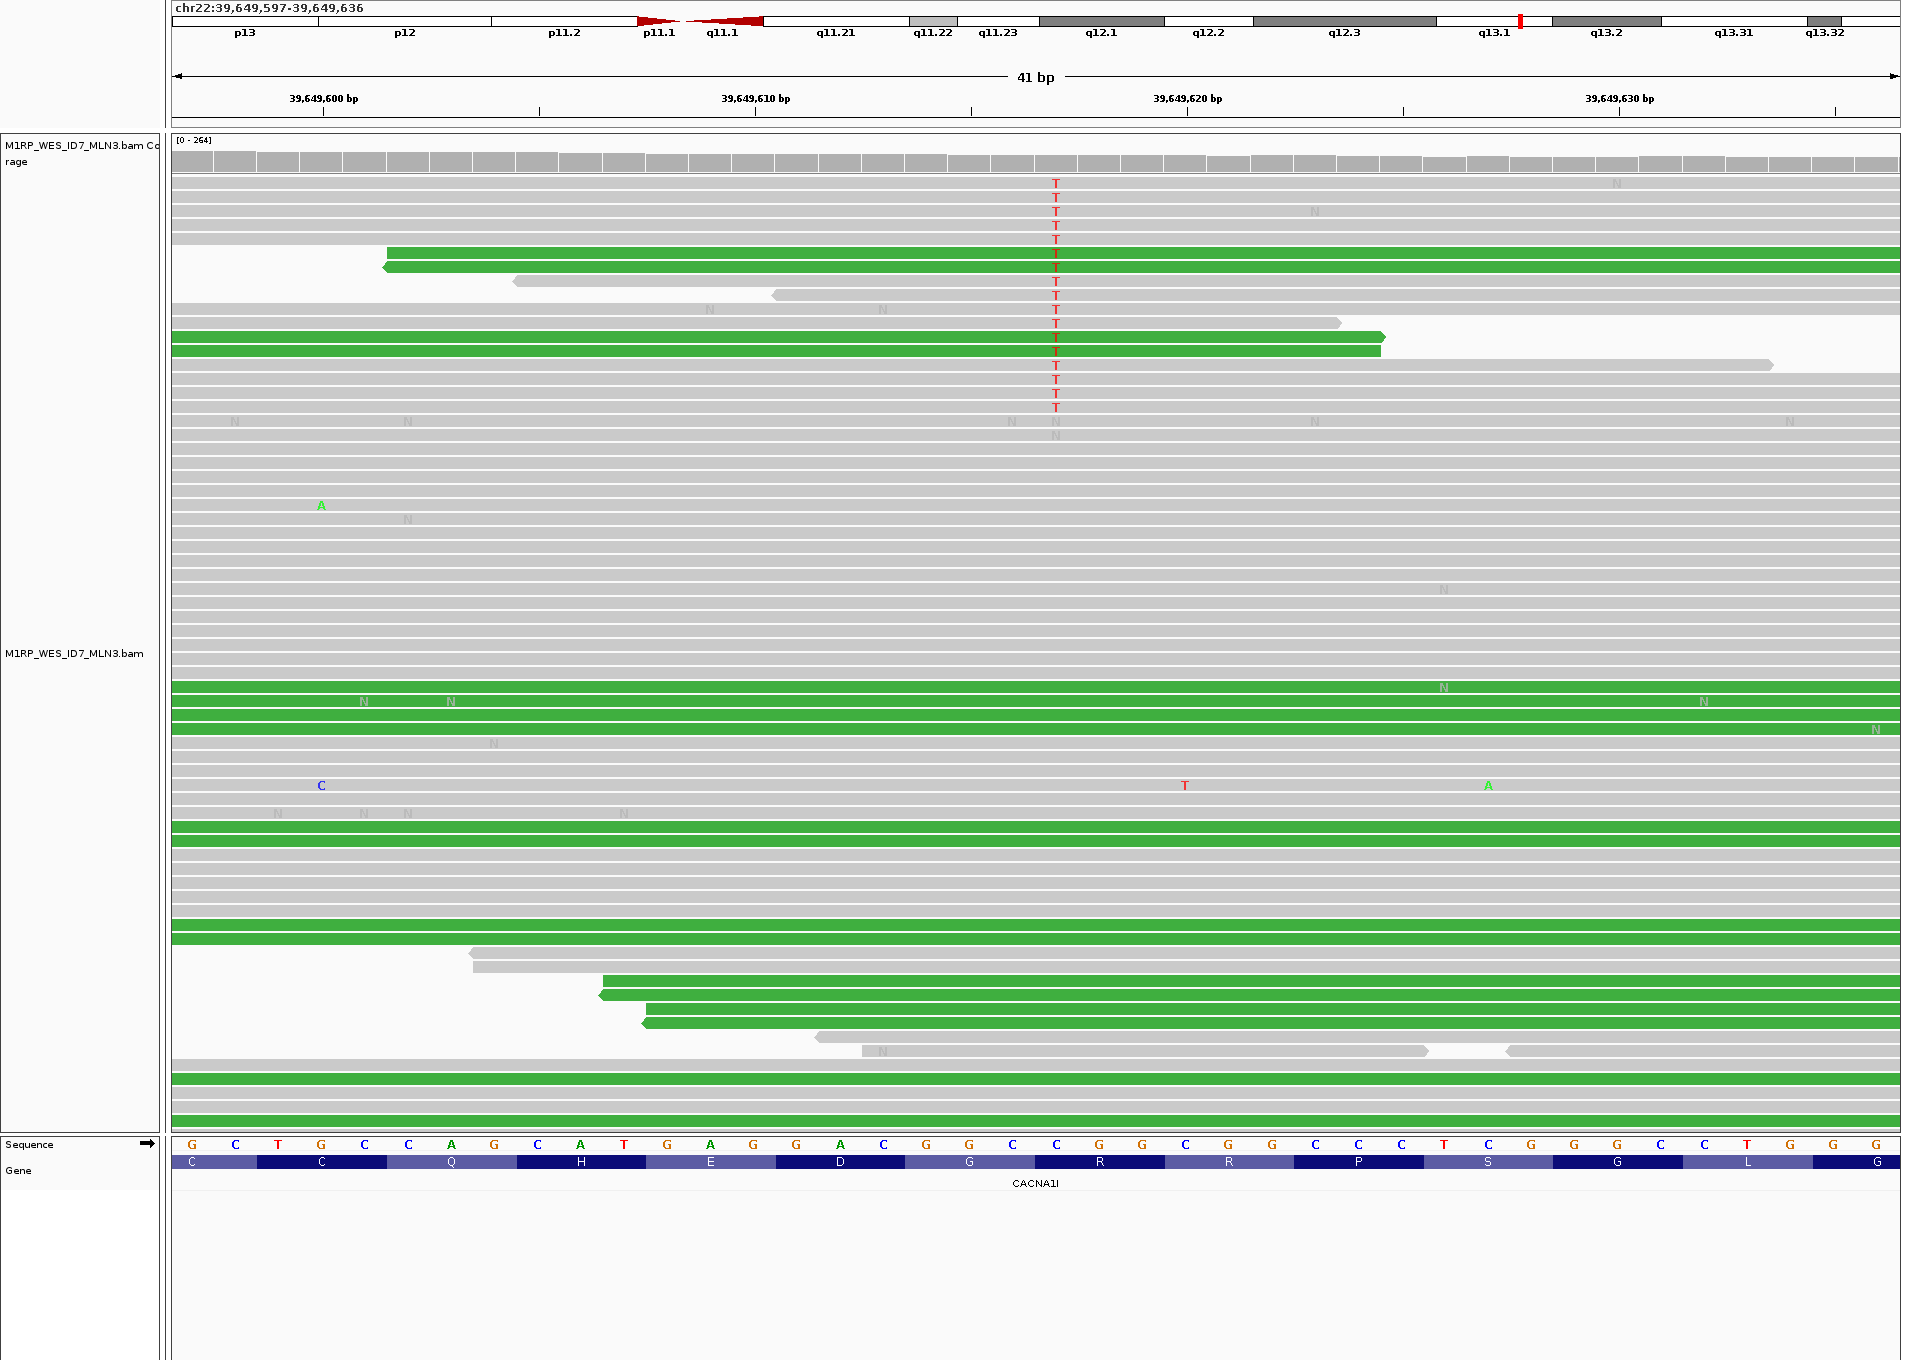 chr22:39,649,597-39,649,636
p13 p12 p11.2 p11.1 q11.1 q11.21 q11.22 q11.23 q12.1 q12.2 q12.3 q13.1 q13.2 q13.31 q13.32
41 bp
39,649,600 bp 39,649,610 bp 39,649,620 bp 39,649,630 bp
M1RP_WES_ID7_MLN3.bam Co
rage
[0 - 264]
T N
T
T N
T
T
T
T
T
T
N N T
T
T
T
T
T
T
T
N N N N N N
N
A
N
N
N
N N N
N
N
C T A
N N N N
N
M1RP_WES_ID7_MLN3.bam
Sequence
G C T G C C A G C A T G A G G A C G G C C G G C G G C C C T C G G G C C T G G G
Gene
C C Q H E D G R R P S G L G
CACNA1I